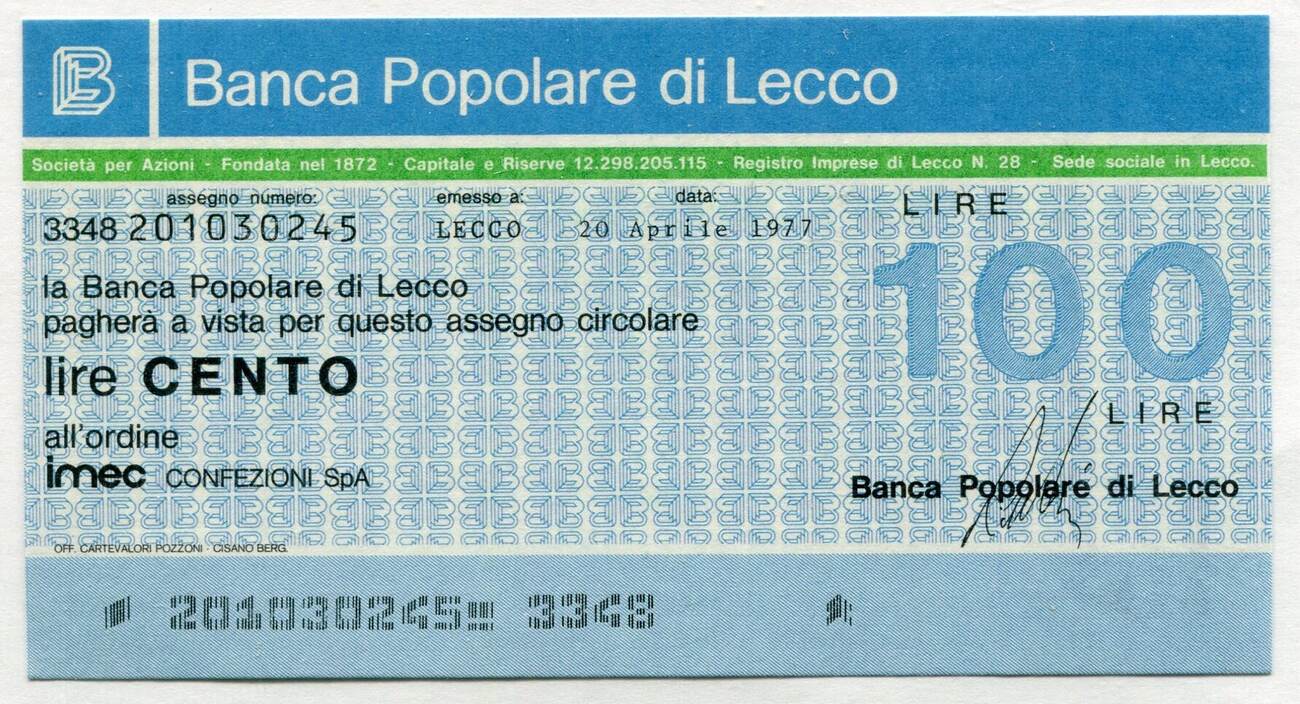 B Banca Popolare di Lecco
Società per Azioni - Fondata nel 1872 - Capitale e Riserve 12.298.205.115 - Registro Imprese di Lecco N. 28 - Sede sociale in Lecco.
assegno numero: emesso a: data: LIRE
3348 201030245 LECCO 20 Aprile 1977
100
la Banca Popolare di Lecco
pagherà a vista per questo assegno circolare
lire CENTO
LIRE
all'ordine
imec CONFEZIONI SpA
Banca Popolare di Lecco
OFF. CARTEVALORI POZZONI - CISANO BERG.
201030245 3348